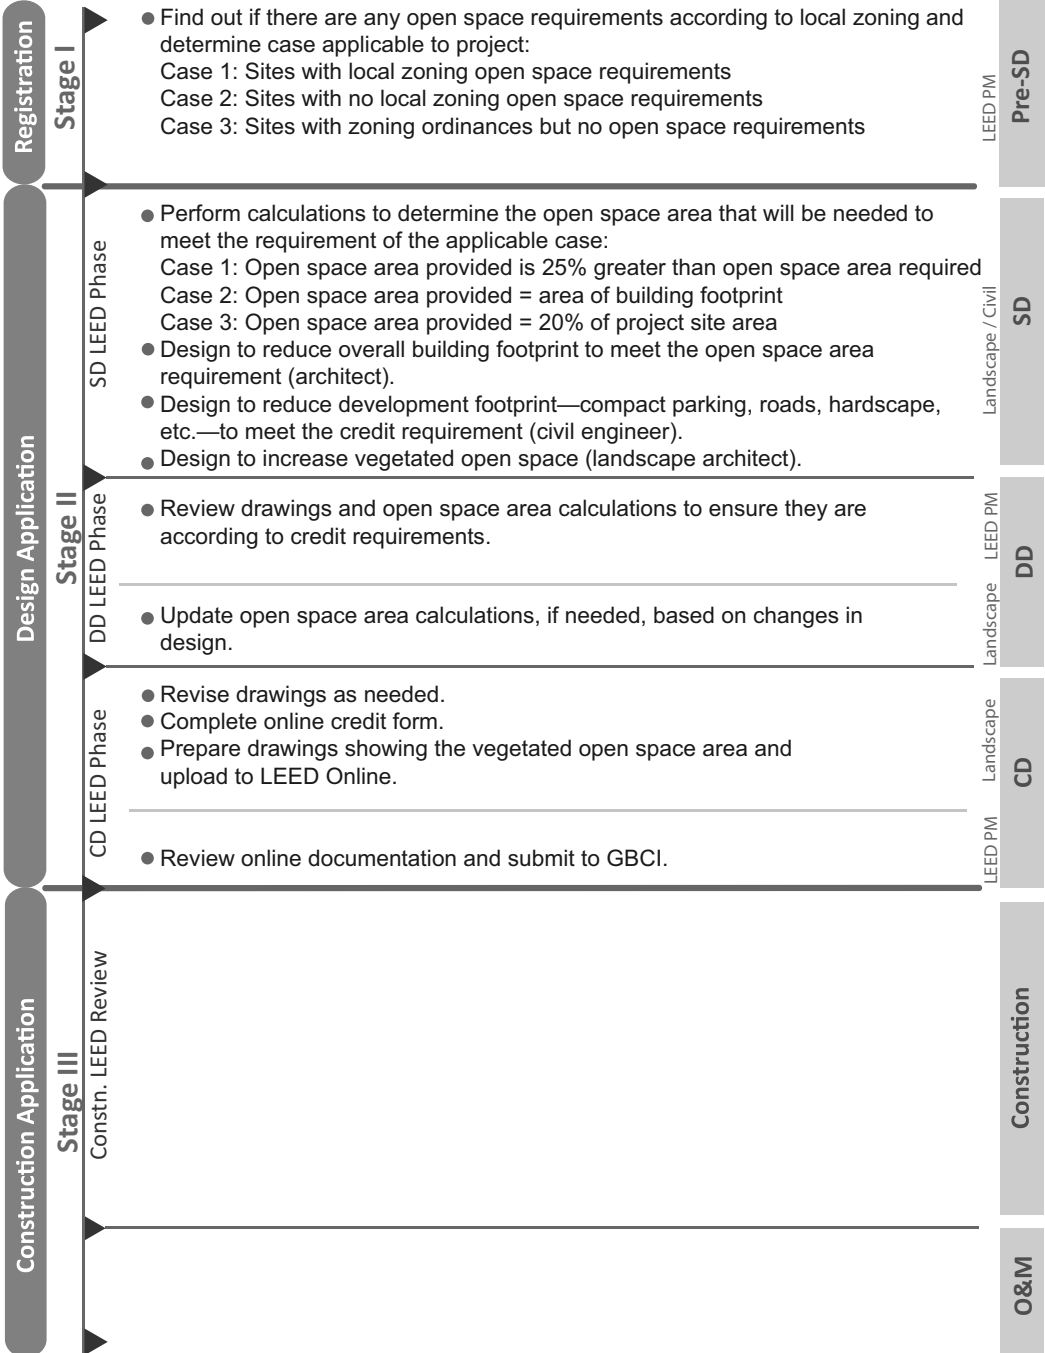 Registration
Stage I
● Find out if there are any open space requirements according to local zoning and
determine case applicable to project:
Case 1: Sites with local zoning open space requirements
Case 2: Sites with no local zoning open space requirements
Case 3: Sites with zoning ordinances but no open space requirements
LEED PM
Pre-SD
Design Application
Stage II
SD LEED Phase
● Perform calculations to determine the open space area that will be needed to
meet the requirement of the applicable case:
Case 1: Open space area provided is 25% greater than open space area required
Case 2: Open space area provided = area of building footprint
Case 3: Open space area provided = 20% of project site area
● Design to reduce overall building footprint to meet the open space area
requirement (architect).
● Design to reduce development footprint—compact parking, roads, hardscape,
etc.—to meet the credit requirement (civil engineer).
● Design to increase vegetated open space (landscape architect).
Landscape / Civil
SD
DD LEED Phase
● Review drawings and open space area calculations to ensure they are
according to credit requirements.
LEED PM
● Update open space area calculations, if needed, based on changes in
design.
Landscape
DD
CD LEED Phase
● Revise drawings as needed.
● Complete online credit form.
● Prepare drawings showing the vegetated open space area and
upload to LEED Online.
Landscape
● Review online documentation and submit to GBCI.
LEED PM
CD
Construction Application
Stage III
Constn. LEED Review
Construction
O&M